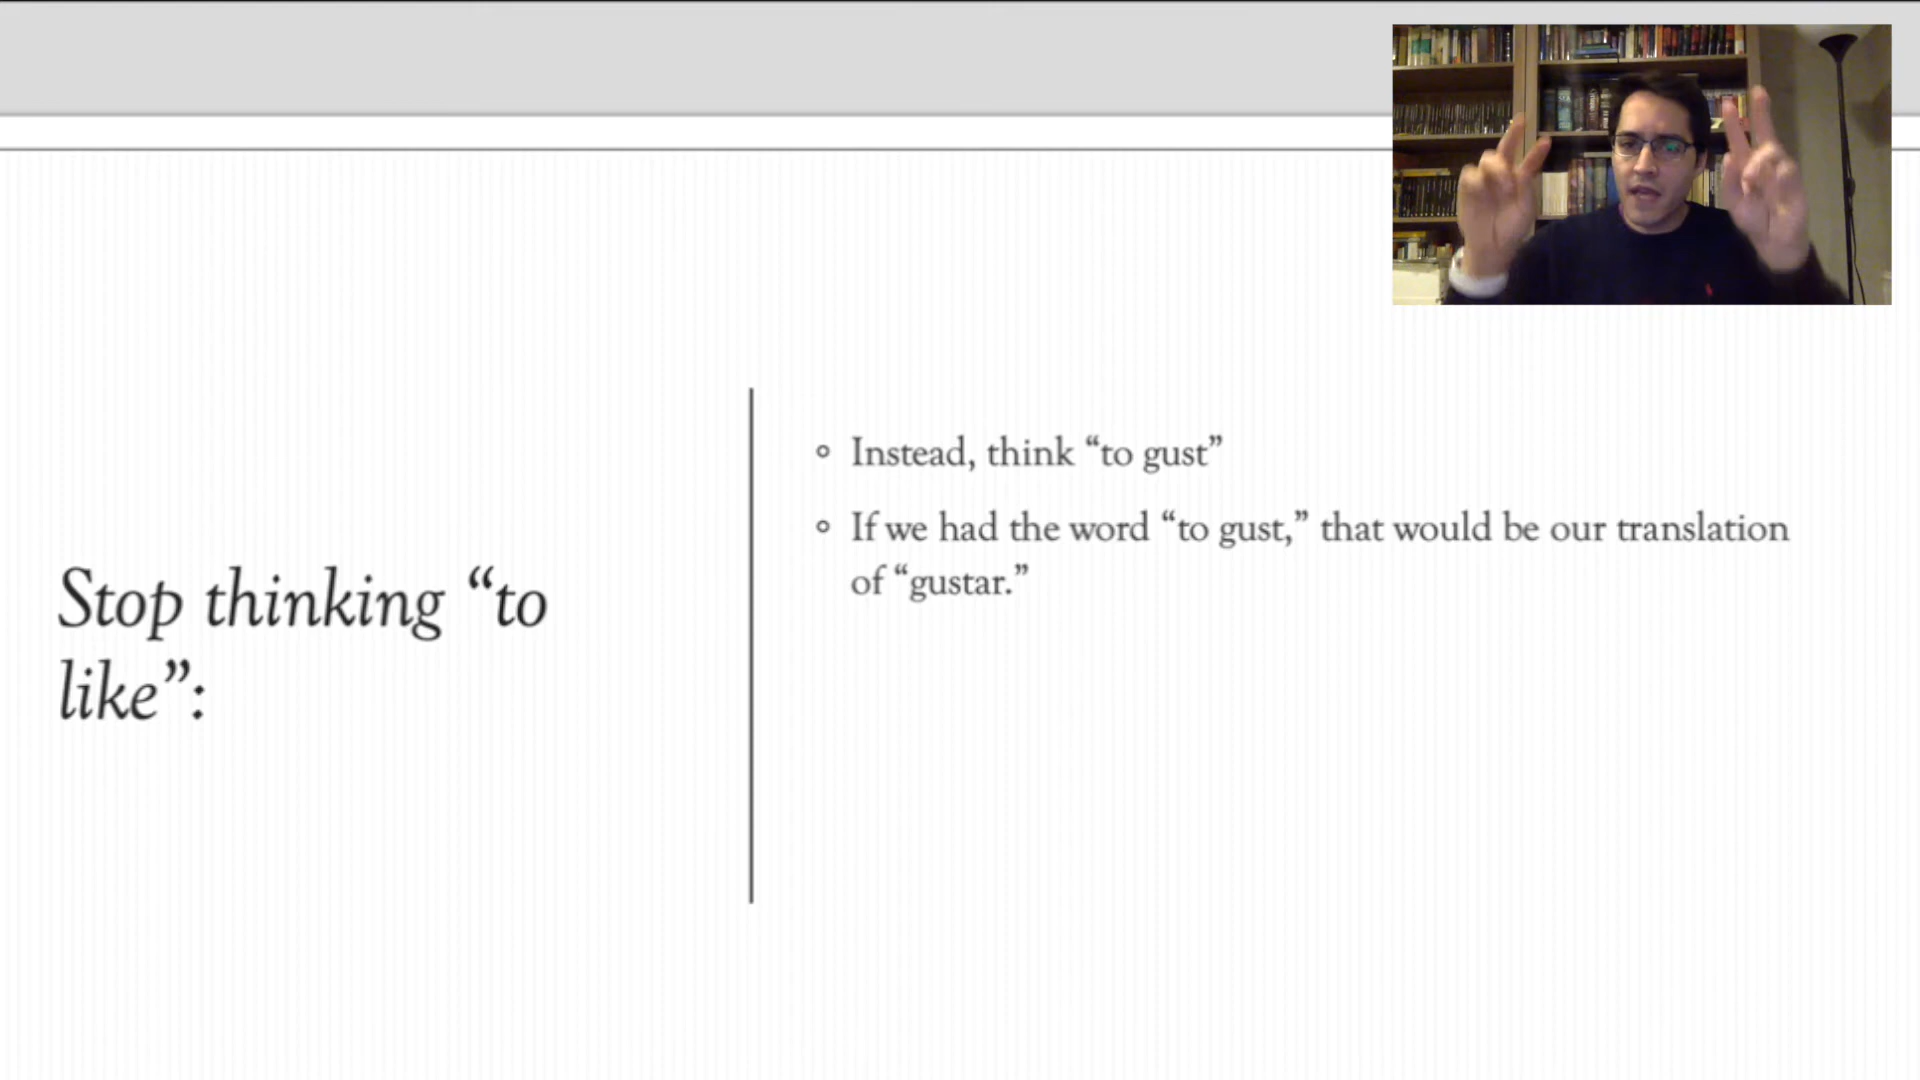 Stop thinking “to
like”:
Instead, think “to gust”
If we had the word “to gust,” that would be our translation
of “gustar.”